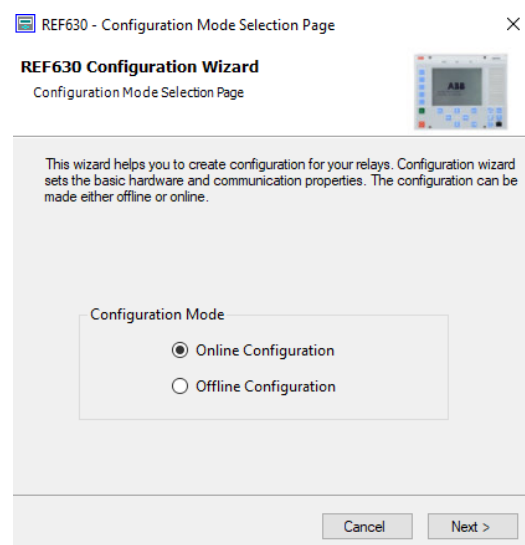 REF630 - Configuration Mode Selection Page
REF630 Configuration Wizard
Configuration Mode Selection Page
ABB
This wizard helps you to create configuration for your relays. Configuration wizard
sets the basic hardware and communication properties. The configuration can be
made either offline or online.
Configuration Mode
Online Configuration
Offline Configuration
Cancel
Next >